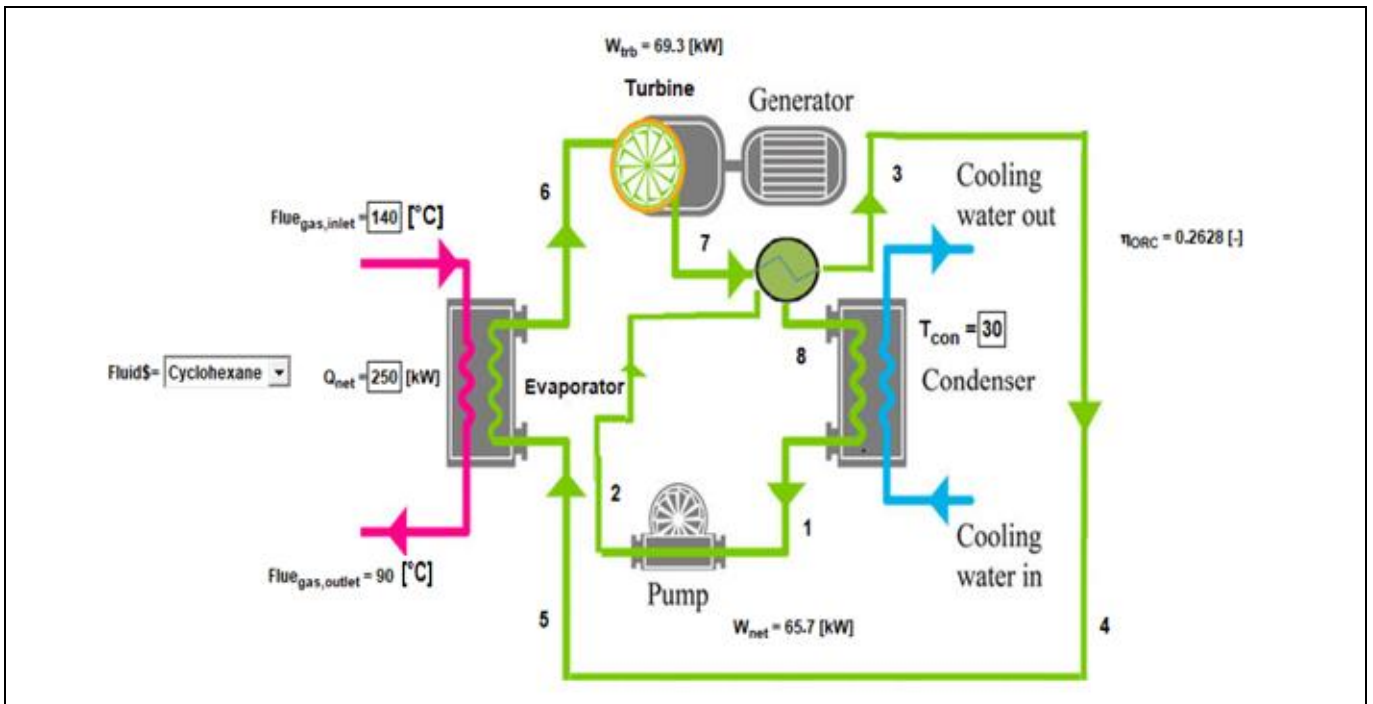 W_trb = 69.3 [kW]
Turbine
Generator
6
3
Cooling
water out
Flue_gas,inlet = 140 [°C]
7
η_ORC = 0.2628 [-]
T_con = 30
8
Fluid$= Cyclohexane
Q_net = 250 [kW]
Evaporator
Condenser
2
1
Cooling
water in
Flue_gas,outlet = 90 [°C]
Pump
5
W_net = 65.7 [kW]
4